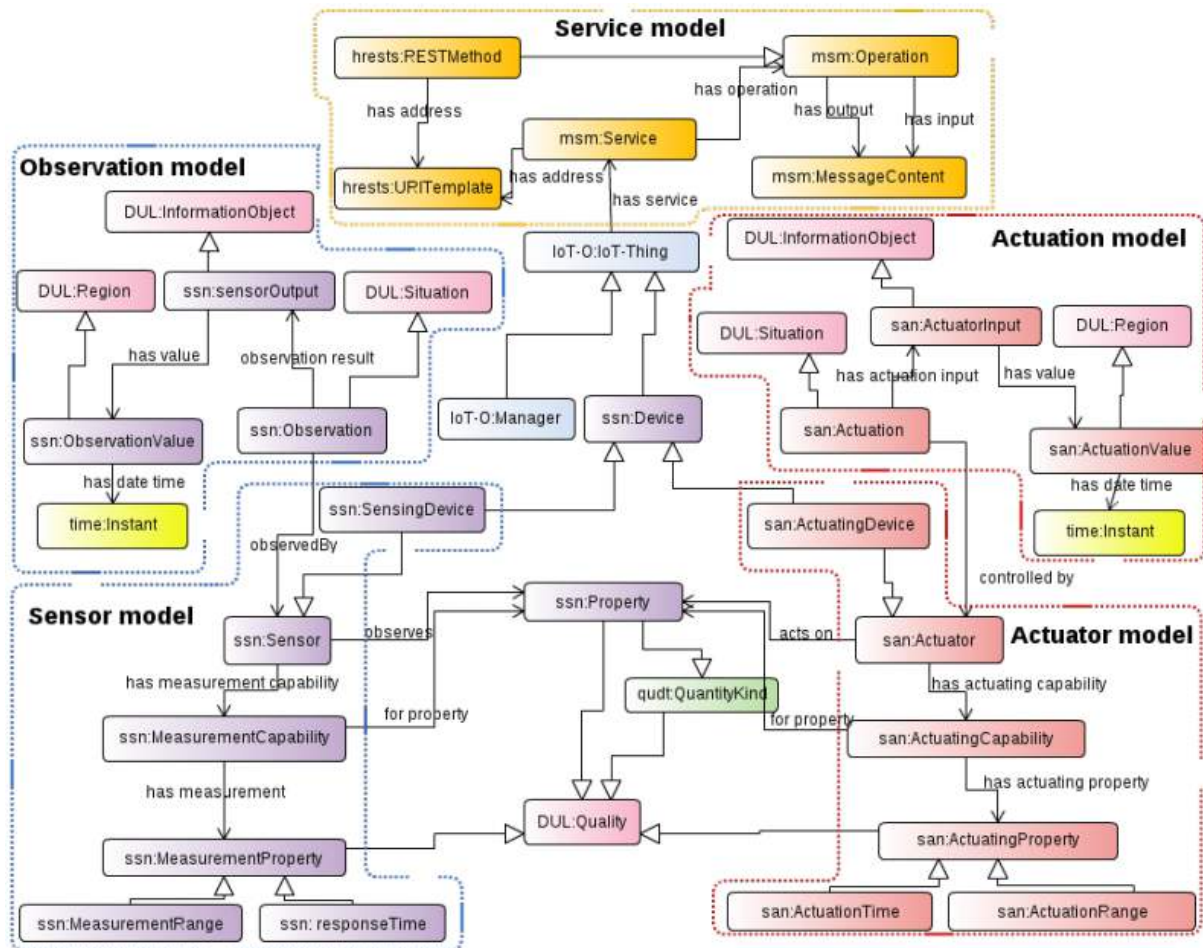 Service model
hrests:RESTMethod
msm:Operation
has operation
has address
has output
has input
msm:Service
has address
hrests:URITemplate
msm:MessageContent
has service
Observation model
DUL:InformationObject
DUL:Region
ssn:sensorOutput
DUL:Situation
has value
observation result
ssn:ObservationValue
ssn:Observation
has date time
time:Instant
IoT-O:IoT-Thing
IoT-O:Manager
ssn:Device
Actuation model
DUL:InformationObject
DUL:Situation
san:ActuatorInput
DUL:Region
has actuation input
has value
san:Actuation
san:ActuationValue
has date time
time:Instant
controlled by
ssn:SensingDevice
observedBy
Sensor model
ssn:Sensor
observes
has measurement capability
for property
ssn:MeasurementCapability
has measurement
ssn:MeasurementProperty
ssn:MeasurementRange
ssn: responseTime
ssn:Property
qudt:QuantityKind
DUL:Quality
san:ActuatingDevice
Actuator model
acts on
san:Actuator
has actuating capability
for property
san:ActuatingCapability
has actuating property
san:ActuatingProperty
san:ActuationTime
san:ActuationRange